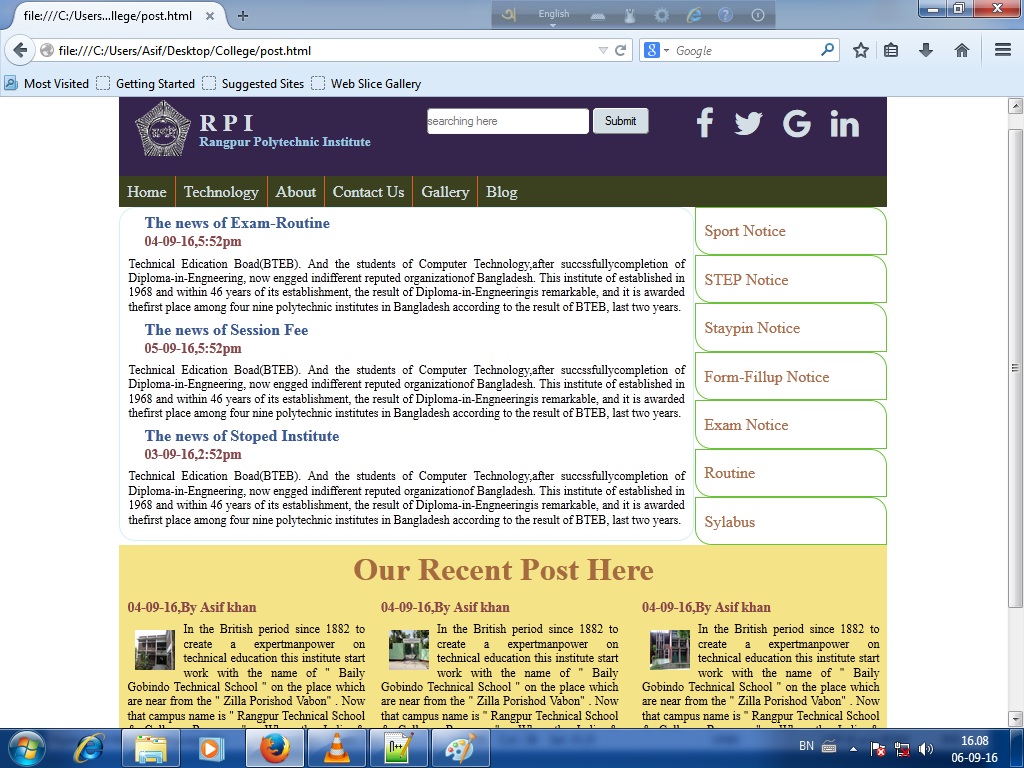 file:///C:/Users...llege/post.html
English
file:///C:/Users/Asif/Desktop/College/post.html
Google
Most Visited
Getting Started
Suggested Sites
Web Slice Gallery
R P I
Rangpur Polytechnic Institute
searching here
Submit
Home
Technology
About
Contact Us
Gallery
Blog
The news of Exam-Routine
04-09-16,5:52pm
Technical Edication Boad(BTEB). And the students of Computer Technology,after succssfullycompletion of
Diploma-in-Engneering, now engged indifferent reputed organizationof Bangladesh. This institute of established in
1968 and within 46 years of its establishment, the result of Diploma-in-Engneeringis remarkable, and it is awarded
thefirst place among four nine polytechnic institutes in Bangladesh according to the result of BTEB, last two years.
The news of Session Fee
05-09-16,5:52pm
Technical Edication Boad(BTEB). And the students of Computer Technology,after succssfullycompletion of
Diploma-in-Engneering, now engged indifferent reputed organizationof Bangladesh. This institute of established in
1968 and within 46 years of its establishment, the result of Diploma-in-Engneeringis remarkable, and it is awarded
thefirst place among four nine polytechnic institutes in Bangladesh according to the result of BTEB, last two years.
The news of Stoped Institute
03-09-16,2:52pm
Technical Edication Boad(BTEB). And the students of Computer Technology,after succssfullycompletion of
Diploma-in-Engneering, now engged indifferent reputed organizationof Bangladesh. This institute of established in
1968 and within 46 years of its establishment, the result of Diploma-in-Engneeringis remarkable, and it is awarded
thefirst place among four nine polytechnic institutes in Bangladesh according to the result of BTEB, last two years.
Sport Notice
STEP Notice
Staypin Notice
Form-Fillup Notice
Exam Notice
Routine
Sylabus
Our Recent Post Here
04-09-16,By Asif khan
In the British period since 1882 to
create a expertmanpower on
technical education this institute start
work with the name of " Baily
Gobindo Technical School " on the place which
are near from the " Zilla Porishod Vabon" . Now
that campus name is " Rangpur Technical School
04-09-16,By Asif khan
In the British period since 1882 to
create a expertmanpower on
technical education this institute start
work with the name of " Baily
Gobindo Technical School " on the place which
are near from the " Zilla Porishod Vabon" . Now
that campus name is " Rangpur Technical School
04-09-16,By Asif khan
In the British period since 1882 to
create a expertmanpower on
technical education this institute start
work with the name of " Baily
Gobindo Technical School " on the place which
are near from the " Zilla Porishod Vabon" . Now
that campus name is " Rangpur Technical School
BN
16.08
06-09-16